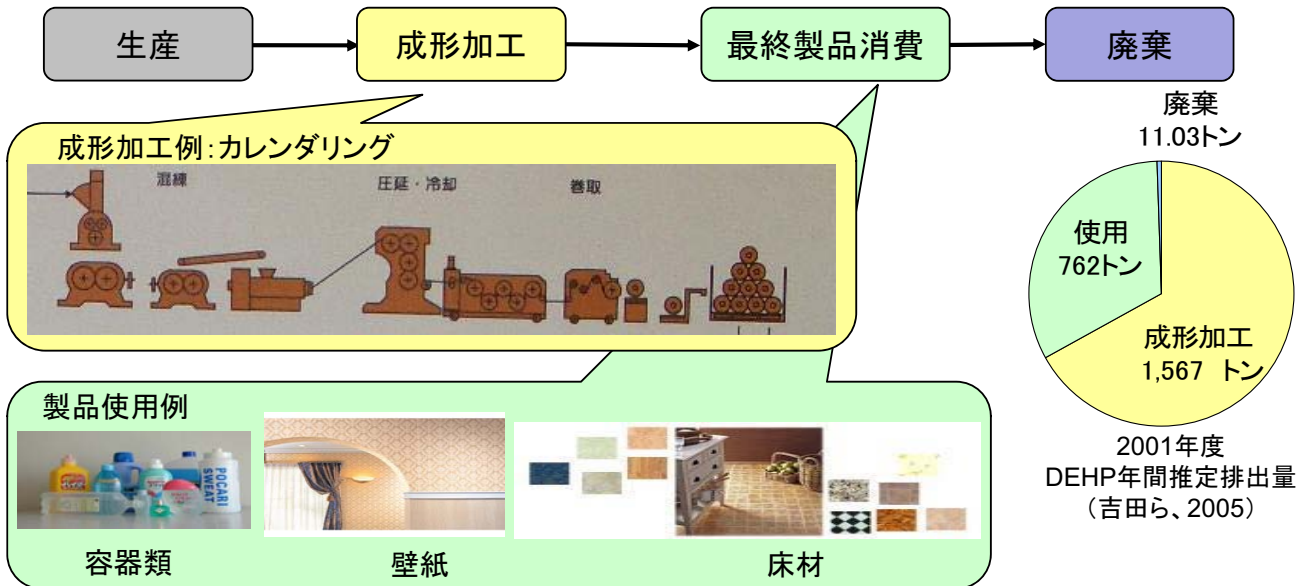 生産
成形加工
最終製品消費
廃棄
成形加工例：カレンダリング
混練
圧延・冷却
巻取
製品使用例
POCARI
SWEAT
容器類
壁紙
床材
廃棄
11.03トン
使用
762トン
成形加工
1,567 トン
2001年度
DEHP年間推定排出量
（吉田ら、2005）